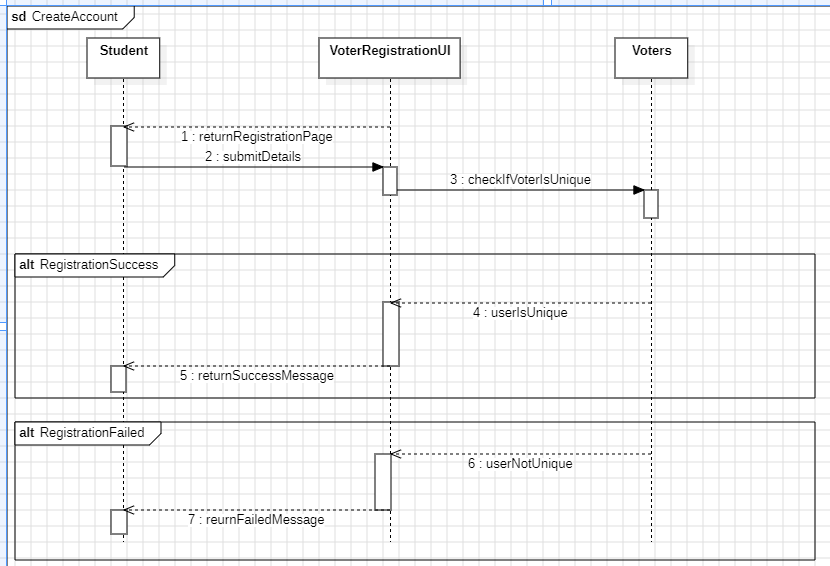 sd CreateAccount
Student
VoterRegistrationUI
Voters
1 : returnRegistrationPage
2 : submitDetails
3 : checkIfVoterIsUnique
alt RegistrationSuccess
4 : userIsUnique
5 : returnSuccessMessage
alt RegistrationFailed
6 : userNotUnique
7 : reurnFailedMessage